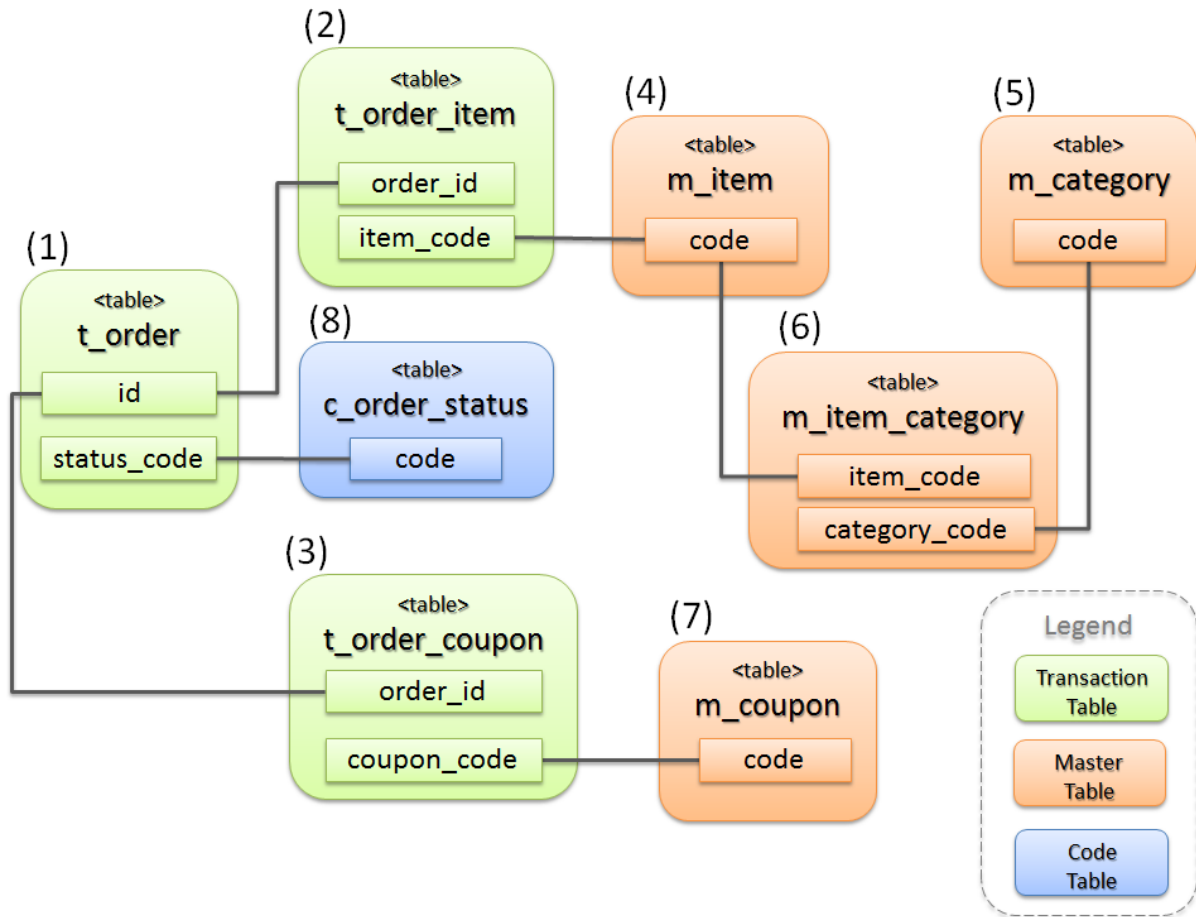 (1)
<table>
t_order
id
status_code
(2)
<table>
t_order_item
order_id
item_code
(8)
<table>
c_order_status
code
(3)
<table>
t_order_coupon
order_id
coupon_code
(4)
<table>
m_item
code
(5)
<table>
m_category
code
(6)
<table>
m_item_category
item_code
category_code
(7)
<table>
m_coupon
code
Legend
Transaction
Table
Master
Table
Code
Table